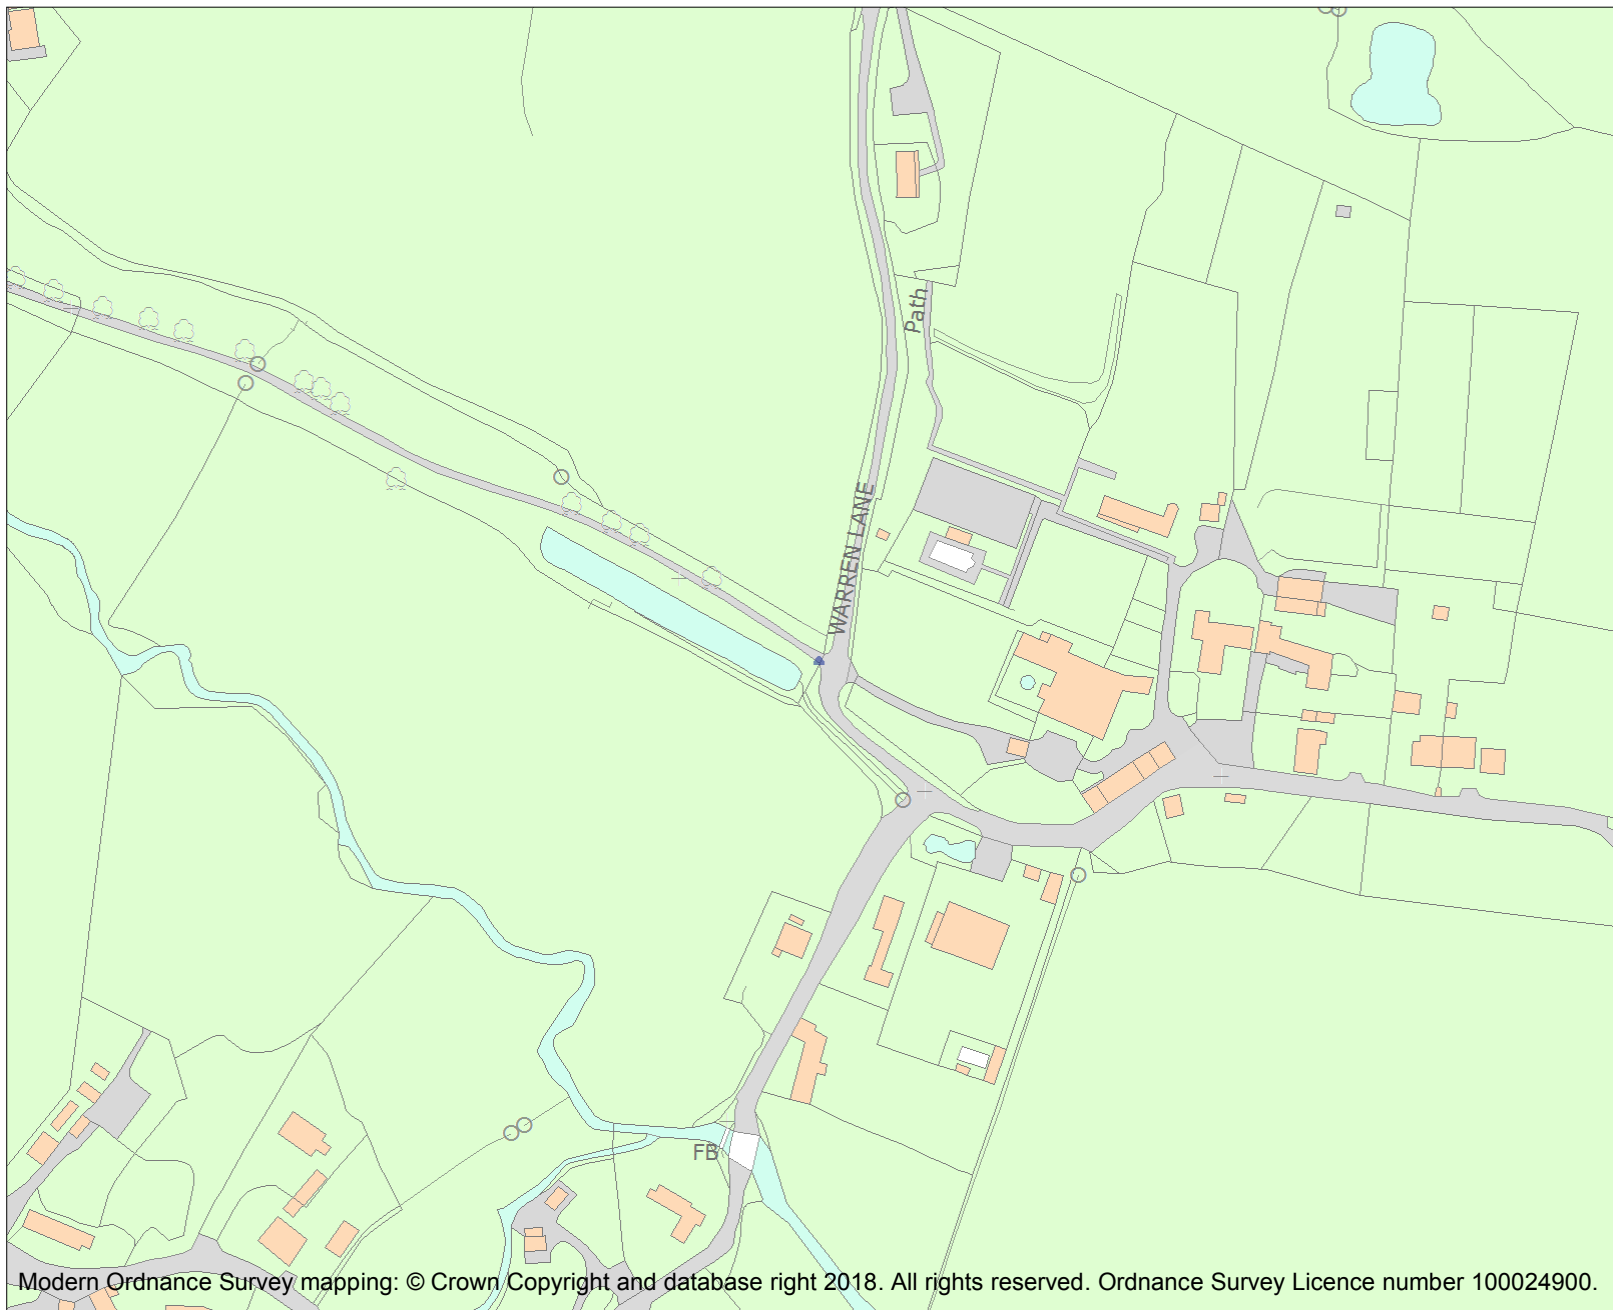 Path
WARREN LANE
FB
Modern Ordnance Survey mapping: © Crown Copyright and database right 2018. All rights reserved. Ordnance Survey Licence number 100024900.